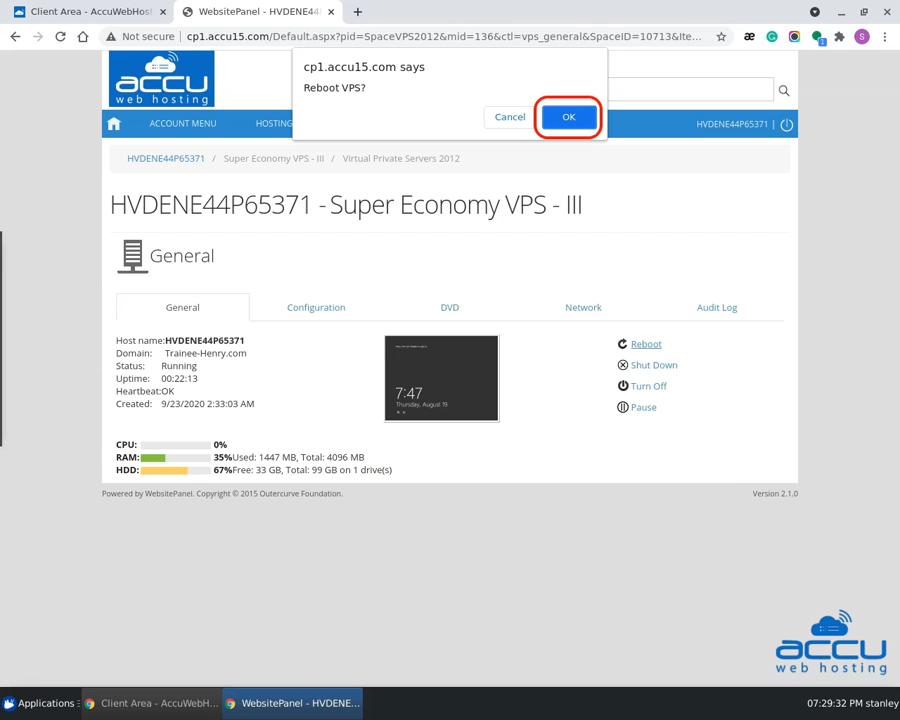 Client Area - AccuWebHost
WebsitePanel - HVDENE44
Not secure
cp1.accu15.com/Default.aspx?pid=SpaceVPS2012&mid=136&ctl=vps_general&SpaceID=10713&Ite...
æ
1
S
accu
web hosting
cp1.accu15.com says
Reboot VPS?
Cancel
OK
ACCOUNT MENU
HOSTING
HVDENE44P65371 |
HVDENE44P65371 / Super Economy VPS - III / Virtual Private Servers 2012
HVDENE44P65371 - Super Economy VPS - III
General
General
Configuration
DVD
Network
Audit Log
Host name:HVDENE44P65371
Domain: Trainee-Henry.com
Status: Running
Uptime: 00:22:13
Heartbeat:OK
Created: 9/23/2020 2:33:03 AM
7:47
Thursday, August 19
Reboot
Shut Down
Turn Off
Pause
CPU: 0%
RAM: 35%Used: 1447 MB, Total: 4096 MB
HDD: 67%Free: 33 GB, Total: 99 GB on 1 drive(s)
Powered by WebsitePanel. Copyright © 2015 Outercurve Foundation.
Version 2.1.0
accu
web hosting
Applications
Client Area - AccuWebH...
WebsitePanel - HVDENE...
07:29:32 stanley